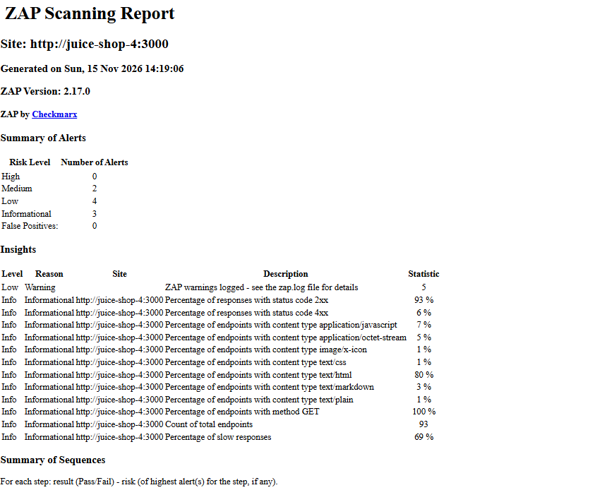 ZAP Scanning Report
Site: http://juice-shop-4:3000
Generated on Sun, 15 Nov 2026 14:19:06
ZAP Version: 2.17.0
ZAP by Checkmarx
Summary of Alerts
Risk Level Number of Alerts
High 0
Medium 2
Low 4
Informational 3
False Positives: 0
Insights
Level Reason Site Description Statistic
Low Warning ZAP warnings logged - see the zap.log file for details 5
Info Informational http://juice-shop-4:3000 Percentage of responses with status code 2xx 93 %
Info Informational http://juice-shop-4:3000 Percentage of responses with status code 4xx 6 %
Info Informational http://juice-shop-4:3000 Percentage of endpoints with content type application/javascript 7 %
Info Informational http://juice-shop-4:3000 Percentage of endpoints with content type application/octet-stream 5 %
Info Informational http://juice-shop-4:3000 Percentage of endpoints with content type image/x-icon 1 %
Info Informational http://juice-shop-4:3000 Percentage of endpoints with content type text/css 1 %
Info Informational http://juice-shop-4:3000 Percentage of endpoints with content type text/html 80 %
Info Informational http://juice-shop-4:3000 Percentage of endpoints with content type text/markdown 3 %
Info Informational http://juice-shop-4:3000 Percentage of endpoints with content type text/plain 1 %
Info Informational http://juice-shop-4:3000 Percentage of endpoints with method GET 100 %
Info Informational http://juice-shop-4:3000 Count of total endpoints 93
Info Informational http://juice-shop-4:3000 Percentage of slow responses 69 %
Summary of Sequences
For each step: result (Pass/Fail) - risk (of highest alert(s) for the step, if any).